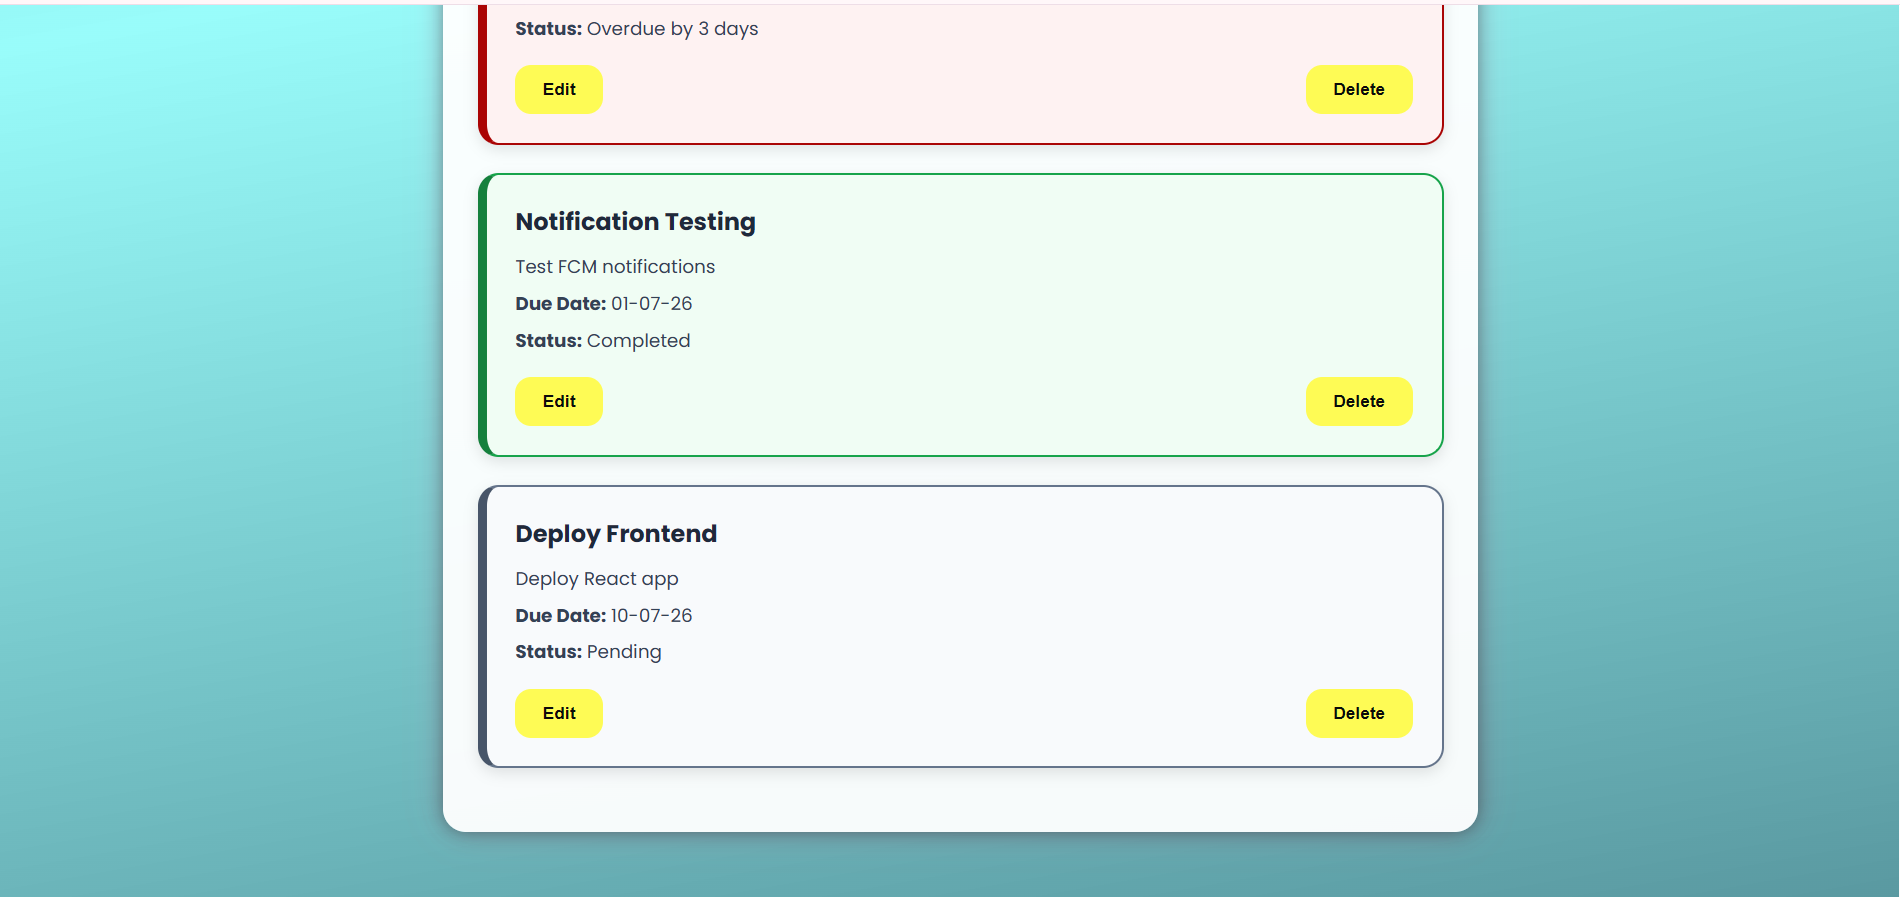 Status: Overdue by 3 days
Edit
Delete
Notification Testing
Test FCM notifications
Due Date: 01-07-26
Status: Completed
Edit
Delete
Deploy Frontend
Deploy React app
Due Date: 10-07-26
Status: Pending
Edit
Delete